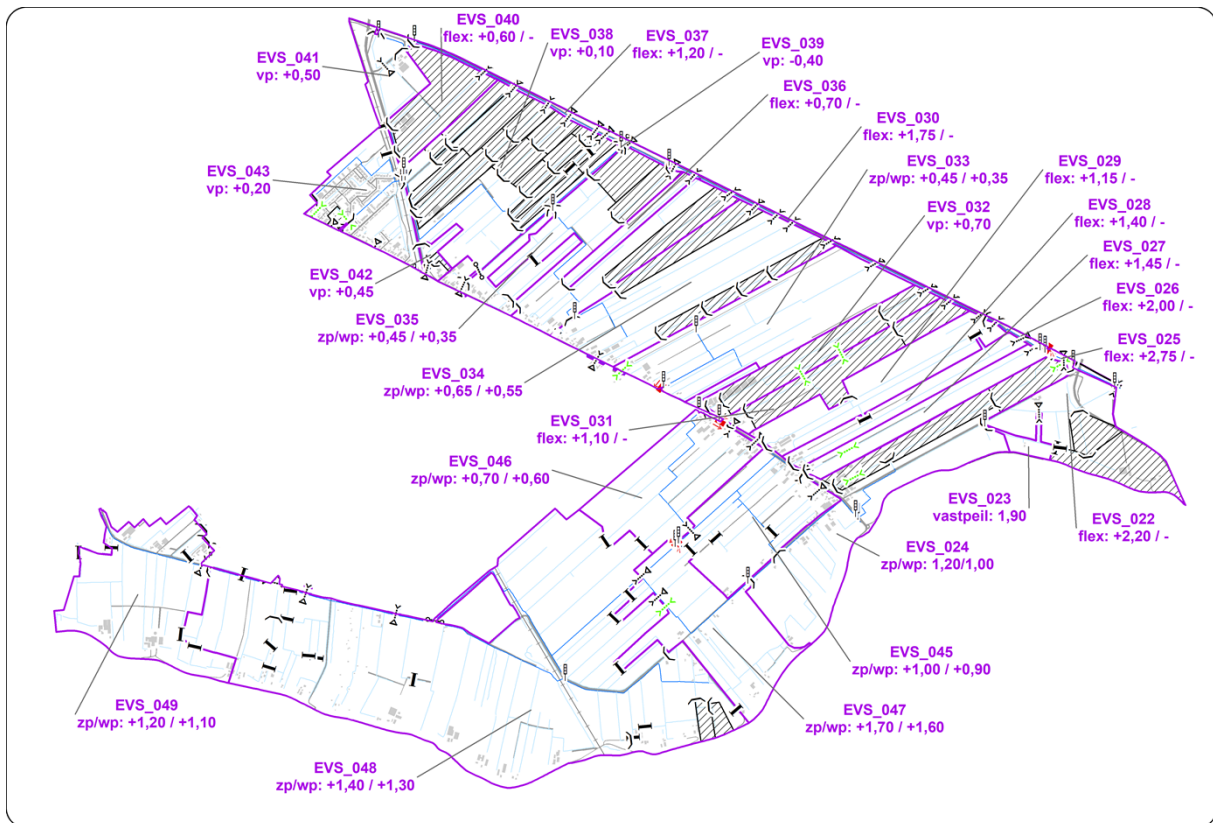 EVS_040
flex: +0,60 / -
EVS_038
vp: +0,10
EVS_037
flex: +1,20 / -
EVS_039
vp: -0,40
EVS_041
vp: +0,50
EVS_036
flex: +0,70 / -
EVS_030
flex: +1,75 / -
EVS_033
zp/wp: +0,45 / +0,35
EVS_029
flex: +1,15 / -
EVS_043
vp: +0,20
EVS_032
vp: +0,70
EVS_028
flex: +1,40 / -
EVS_027
flex: +1,45 / -
EVS_042
vp: +0,45
EVS_026
flex: +2,00 / -
EVS_035
zp/wp: +0,45 / +0,35
EVS_025
flex: +2,75 / -
EVS_034
zp/wp: +0,65 / +0,55
EVS_031
flex: +1,10 / -
EVS_046
zp/wp: +0,70 / +0,60
EVS_023
vastpeil: 1,90
EVS_022
flex: +2,20 / -
EVS_024
zp/wp: 1,20/1,00
EVS_045
zp/wp: +1,00 / +0,90
EVS_049
zp/wp: +1,20 / +1,10
EVS_047
zp/wp: +1,70 / +1,60
EVS_048
zp/wp: +1,40 / +1,30